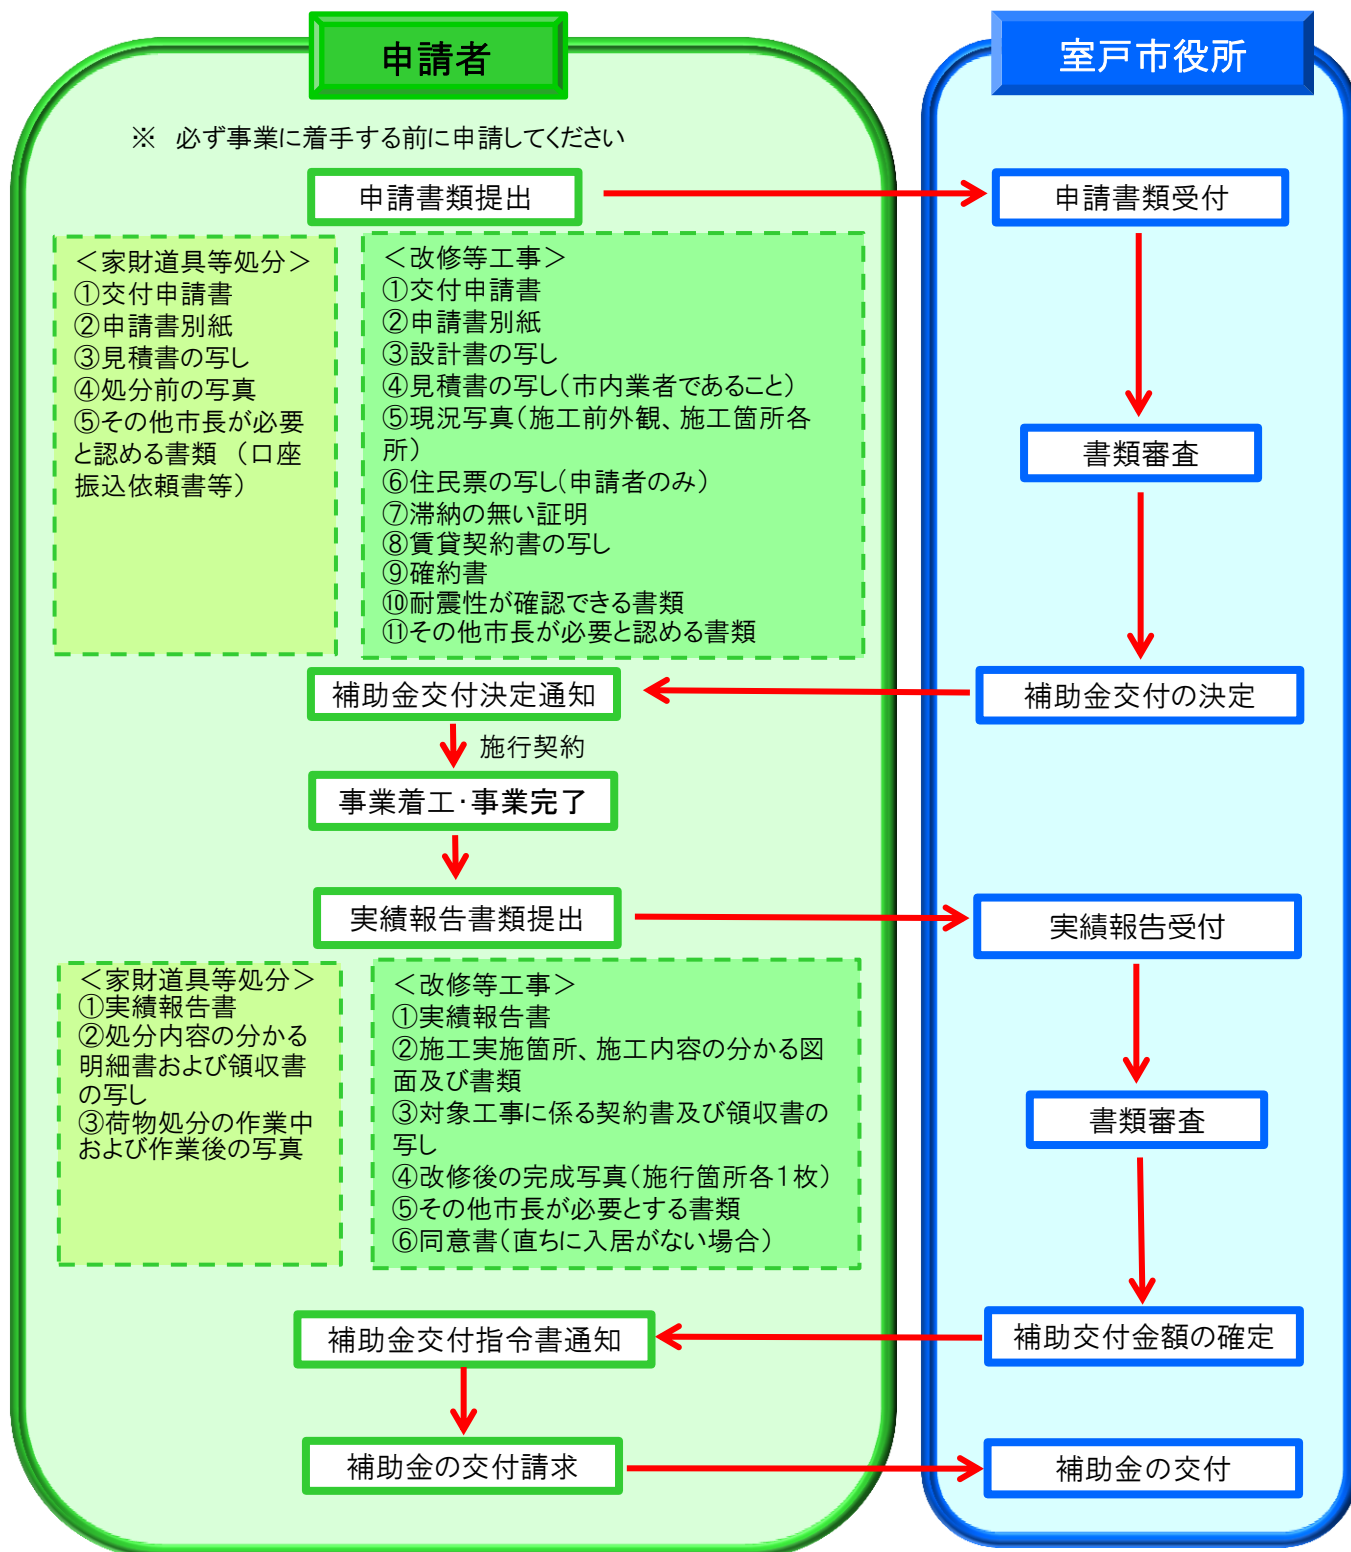 申請者
室戸市役所
※ 必ず事業に着手する前に申請してください
申請書類提出
申請書類受付
＜家財道具等処分＞
①交付申請書
②申請書別紙
③見積書の写し
④処分前の写真
⑤その他市長が必要
と認める書類 （口座
振込依頼書等）
＜改修等工事＞
①交付申請書
②申請書別紙
③設計書の写し
④見積書の写し（市内業者であること）
⑤現況写真（施工前外観、施工箇所各
所）
⑥住民票の写し（申請者のみ）
⑦滞納の無い証明
⑧賃貸契約書の写し
⑨確約書
⑩耐震性が確認できる書類
⑪その他市長が必要と認める書類
書類審査
補助金交付決定通知
補助金交付の決定
施行契約
事業着工・事業完了
実績報告書類提出
実績報告受付
＜家財道具等処分＞
①実績報告書
②処分内容の分かる
明細書および領収書
の写し
③荷物処分の作業中
および作業後の写真
＜改修等工事＞
①実績報告書
②施工実施箇所、施工内容の分かる図
面及び書類
③対象工事に係る契約書及び領収書の
写し
④改修後の完成写真（施行箇所各１枚）
⑤その他市長が必要とする書類
⑥同意書（直ちに入居がない場合）
書類審査
補助金交付指令書通知
補助交付金額の確定
補助金の交付請求
補助金の交付